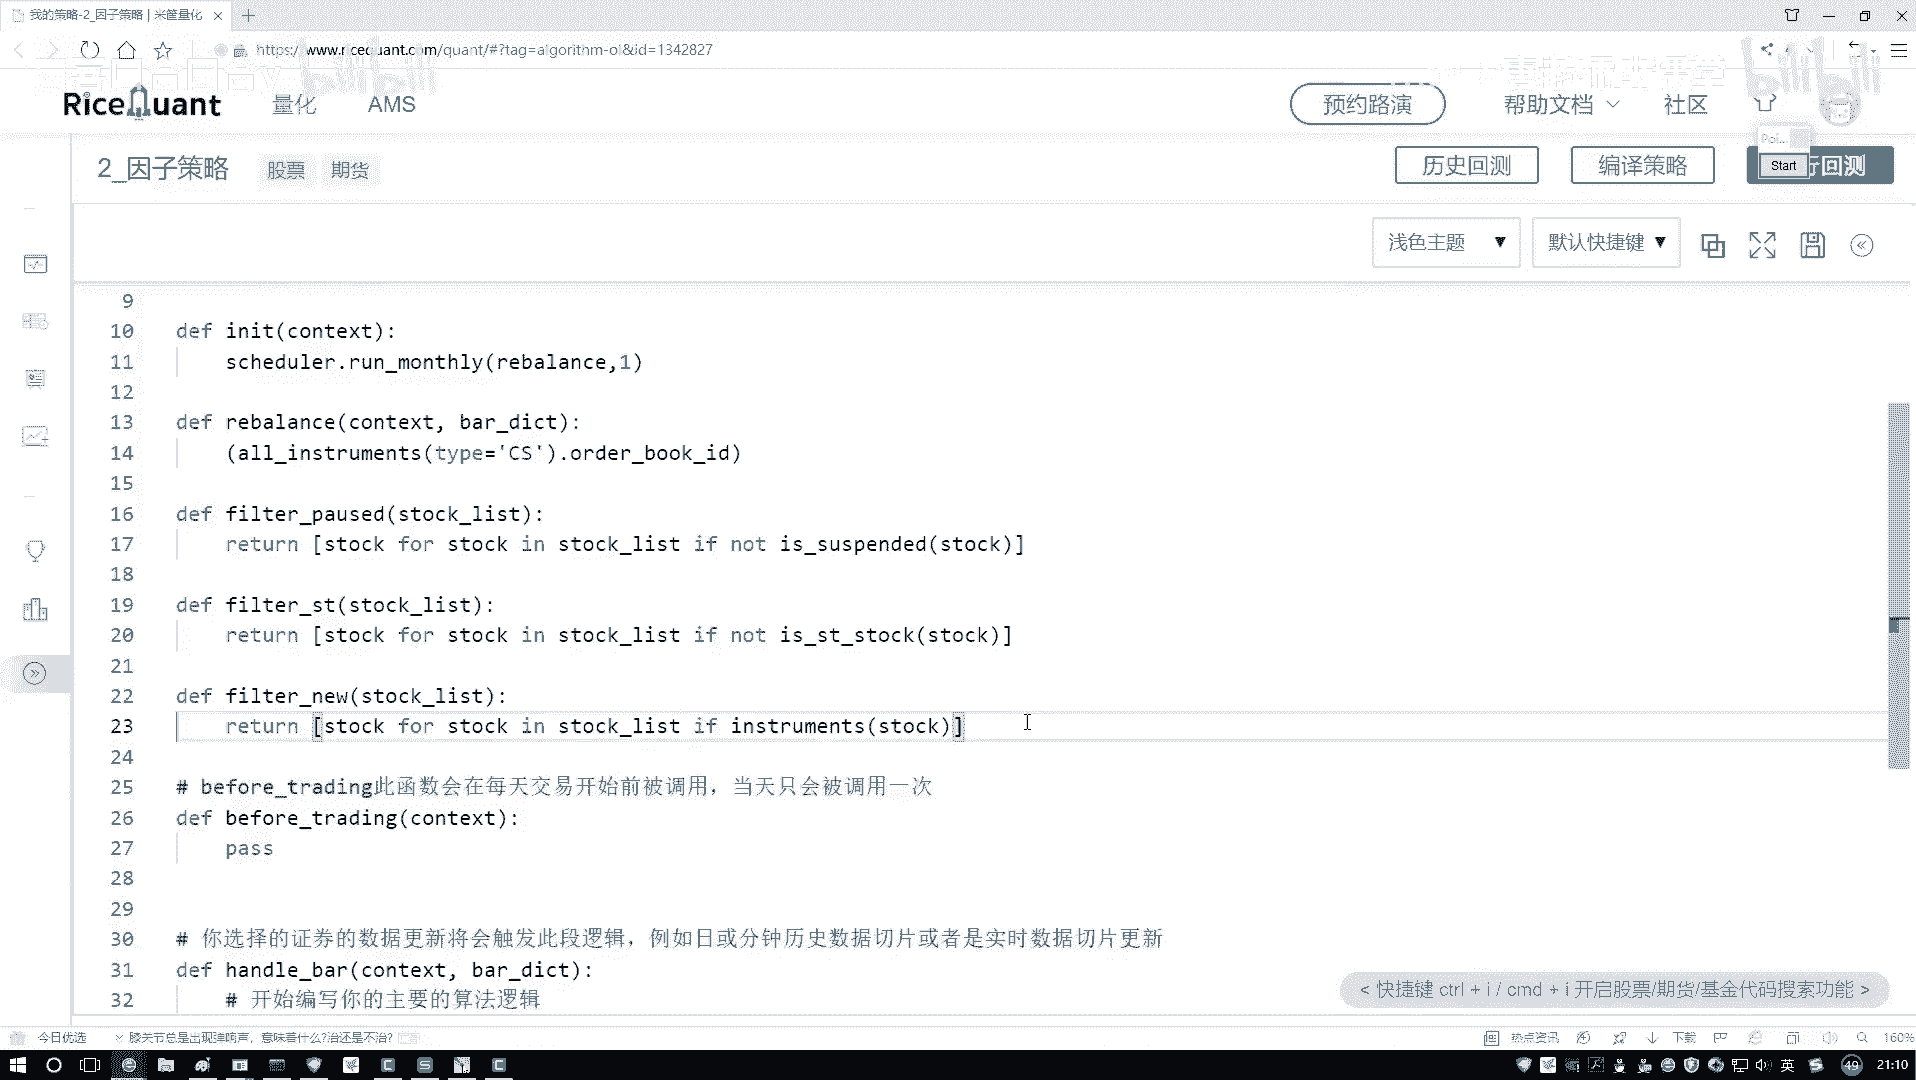 我的策略-2_因子策略 | 米筐量化
https://www.ricequant.com/quant/#?tag=algorithm-ol&id=1342827
RiceQuant
量化
AMS
预约路演
帮助文档
社区
2_因子策略
股票
期货
历史回测
编译策略
Start
行回测
浅色主题
默认快捷键
9
10 def init(context):
11 scheduler.run_monthly(rebalance,1)
12
13 def rebalance(context, bar_dict):
14 (all_instruments(type='CS').order_book_id)
15
16 def filter_paused(stock_list):
17 return [stock for stock in stock_list if not is_suspended(stock)]
18
19 def filter_st(stock_list):
20 return [stock for stock in stock_list if not is_st_stock(stock)]
21
22 def filter_new(stock_list):
23 return [stock for stock in stock_list if instruments(stock)]
24
25 # before_trading此函数会在每天交易开始前被调用，当天只会被调用一次
26 def before_trading(context):
27 pass
28
29
30 # 你选择的证券的数据更新将会触发此段逻辑，例如日或分钟历史数据切片或者是实时数据切片更新
31 def handle_bar(context, bar_dict):
32 # 开始编写你的主要的算法逻辑
< 快捷键 ctrl + i / cmd + i 开启股票/期货/基金代码搜索功能 >
今日优选
膝关节总是出现弹响声，意味着什么?治还是不治?
热点资讯
下载
160%
英
49
21:10